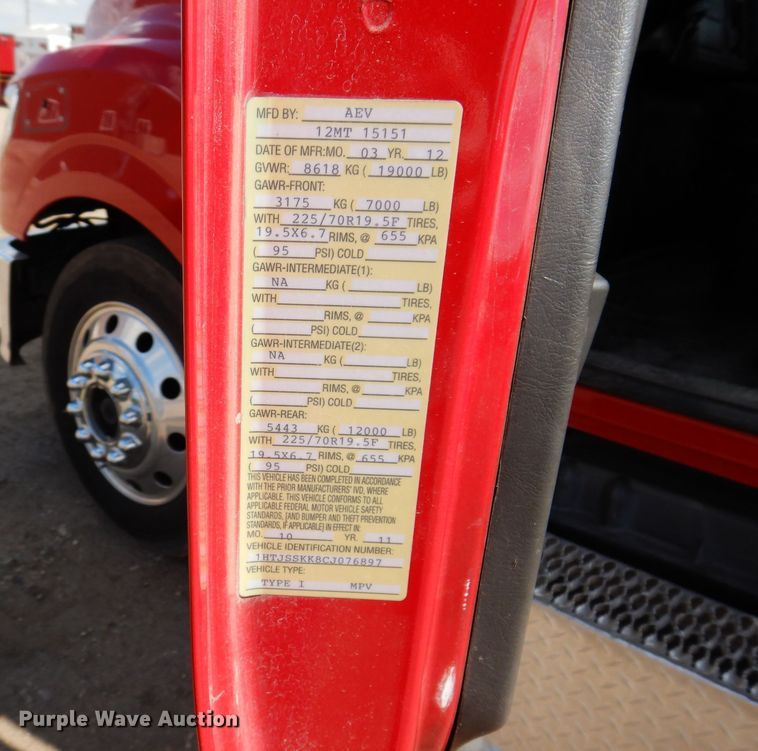 MFD BY: AEV
12MT 15151
DATE OF MFR:MO. 03 YR. 12
GVWR: 8618 KG ( 19000 LB)
GAWR-FRONT:
3175 KG ( 7000 LB)
WITH 225/70R19.5F TIRES,
19.5X6.7 RIMS, @ 655 KPA
( 95 PSI) COLD
GAWR-INTERMEDIATE(1):
NA KG ( LB)
WITH TIRES,
RIMS, @ KPA
( PSI) COLD
GAWR-INTERMEDIATE(2):
NA KG ( LB)
WITH TIRES,
RIMS, @ KPA
( PSI) COLD
GAWR-REAR:
5443 KG ( 12000 LB)
WITH 225/70R19.5F TIRES,
19.5X6.7 RIMS, @ 655 KPA
( 95 PSI) COLD
THIS VEHICLE HAS BEEN COMPLETED IN ACCORDANCE
WITH THE PRIOR MANUFACTURERS' IVD, WHERE
APPLICABLE. THIS VEHICLE CONFORMS TO ALL
APPLICABLE FEDERAL MOTOR VEHICLE SAFETY
STANDARDS, [AND BUMPER AND THEFT PREVENTION
STANDARDS, IF APPLICABLE] IN EFFECT IN:
MO. 10 YR. 11
VEHICLE IDENTIFICATION NUMBER:
1HTJSSKK8CJ076897
VEHICLE TYPE:
TYPE I MPV
Purple Wave Auction